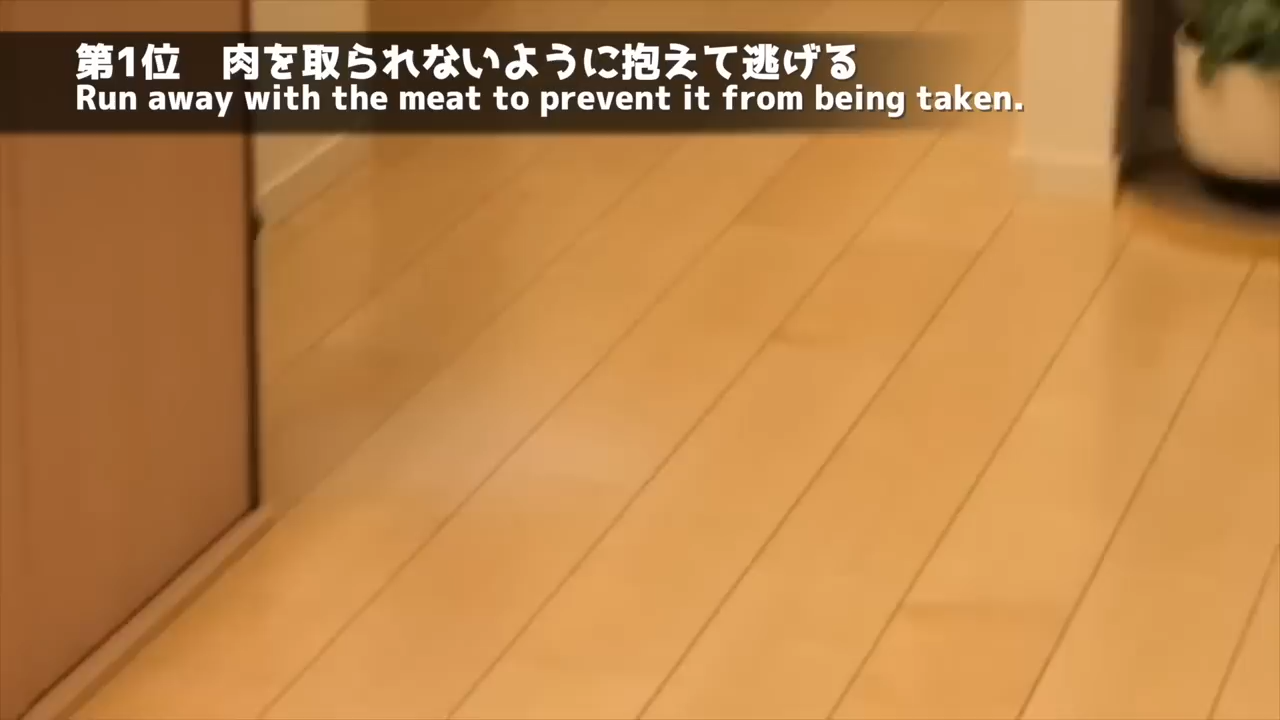 第1位　肉を取られないように抱えて逃げる
Run away with the meat to prevent it from being taken.